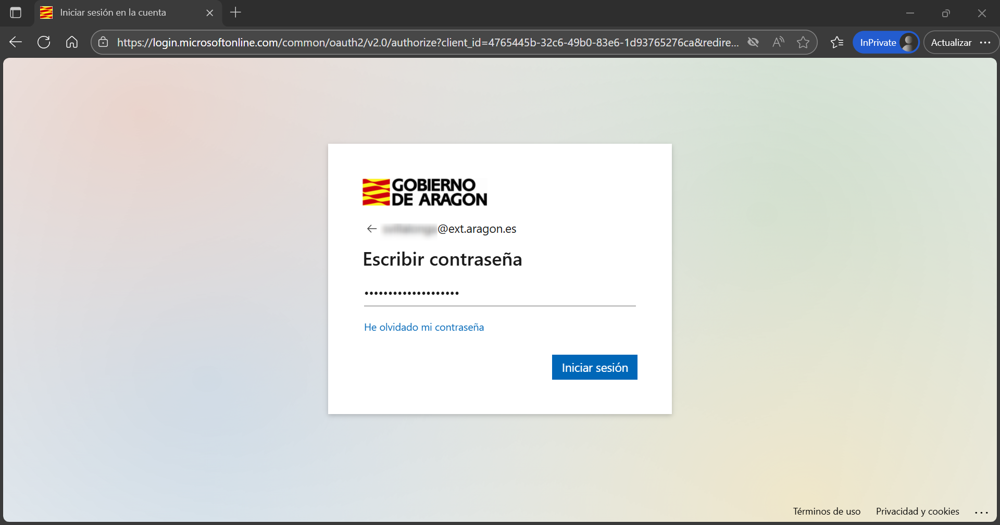 Iniciar sesión en la cuenta
https://login.microsoftonline.com/common/oauth2/v2.0/authorize?client_id=4765445b-32c6-49b0-83e6-1d93765276ca&redire...
InPrivate
Actualizar
GOBIERNO
DE ARAGON
@ext.aragon.es
Escribir contraseña
He olvidado mi contraseña
Iniciar sesión
Términos de uso
Privacidad y cookies